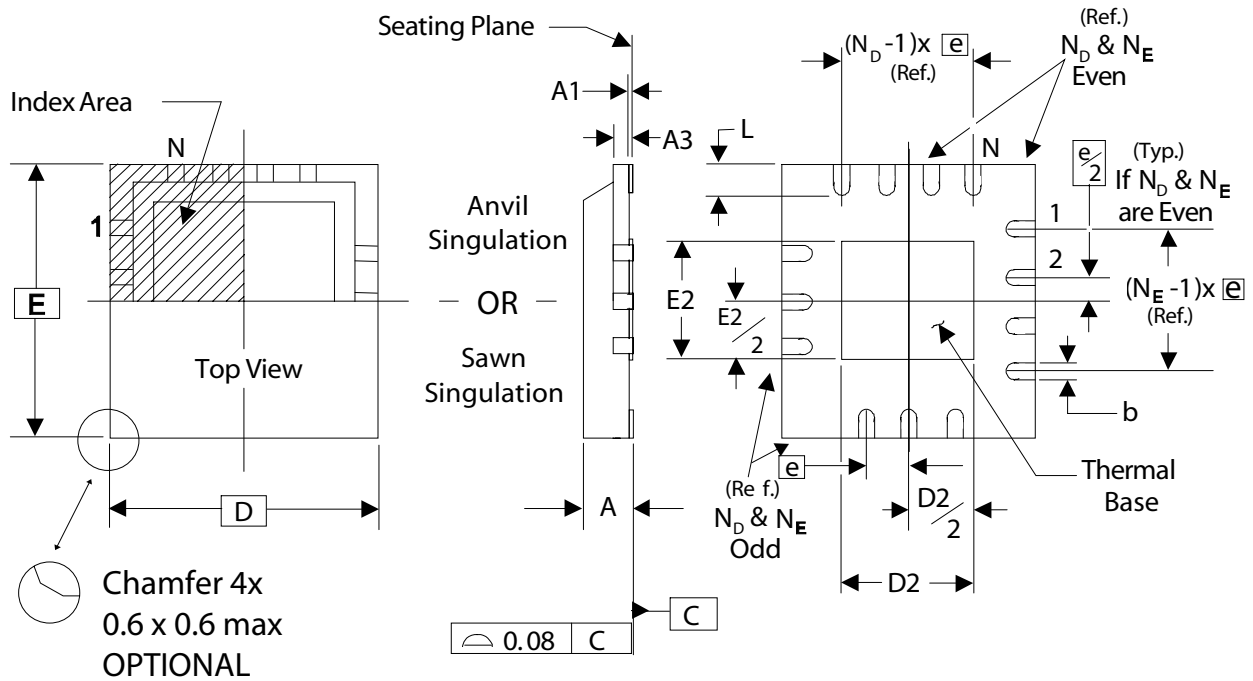 Seating Plane
(Ref.)
N_D & N_E
Even
(N_D -1)x e
(Ref.)
A1
Index Area
L
A3
N
N
e/2
(Typ.)
If N_D & N_E
are Even
Anvil
Singulation
1
1
2
E
OR
E2
E2/2
(N_E -1)x e
(Ref.)
Top View
Sawn
Singulation
b
e
Thermal
Base
D
A
(Re f.)
N_D & N_E
Odd
D2/2
D2
Chamfer 4x
0.6 x 0.6 max
OPTIONAL
C
0.08 C